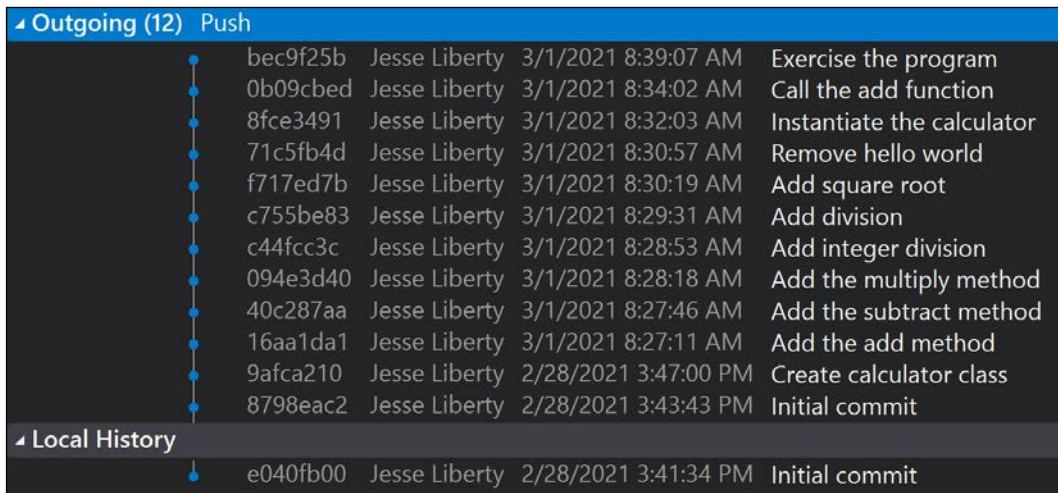 Outgoing (12) Push
bec9f25b Jesse Liberty 3/1/2021 8:39:07 AM Exercise the program
0b09cbed Jesse Liberty 3/1/2021 8:34:02 AM Call the add function
8fce3491 Jesse Liberty 3/1/2021 8:32:03 AM Instantiate the calculator
71c5fb4d Jesse Liberty 3/1/2021 8:30:57 AM Remove hello world
f717ed7b Jesse Liberty 3/1/2021 8:30:19 AM Add square root
c755be83 Jesse Liberty 3/1/2021 8:29:31 AM Add division
c44fcc3c Jesse Liberty 3/1/2021 8:28:53 AM Add integer division
094e3d40 Jesse Liberty 3/1/2021 8:28:18 AM Add the multiply method
40c287aa Jesse Liberty 3/1/2021 8:27:46 AM Add the subtract method
16aa1da1 Jesse Liberty 3/1/2021 8:27:11 AM Add the add method
9afca210 Jesse Liberty 2/28/2021 3:47:00 PM Create calculator class
8798eac2 Jesse Liberty 2/28/2021 3:43:43 PM Initial commit
Local History
e040fb00 Jesse Liberty 2/28/2021 3:41:34 PM Initial commit